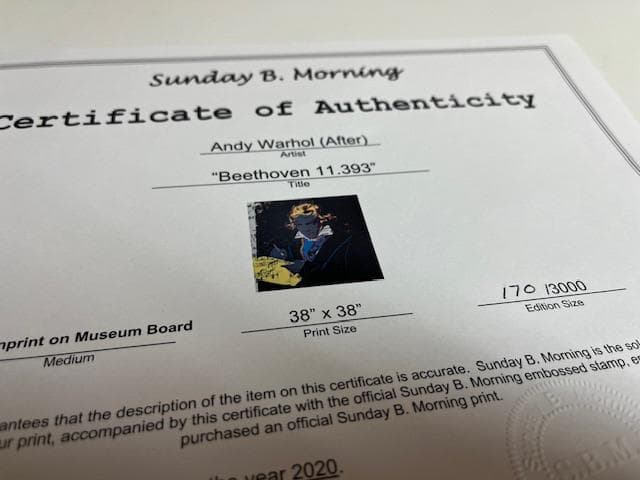 Sunday B. Morning
Certificate of Authenticity
Andy Warhol (After)
Artist
"Beethoven 11.393"
Title
38" x 38"
Print Size
170 /3000
Edition Size
nprint on Museum Board
Medium
antees that the description of the item on this certificate is accurate. Sunday B. Morning is the sol
ur print, accompanied by this certificate with the official Sunday B. Morning embossed stamp, e
purchased an official Sunday B. Morning print.
the year 2020.